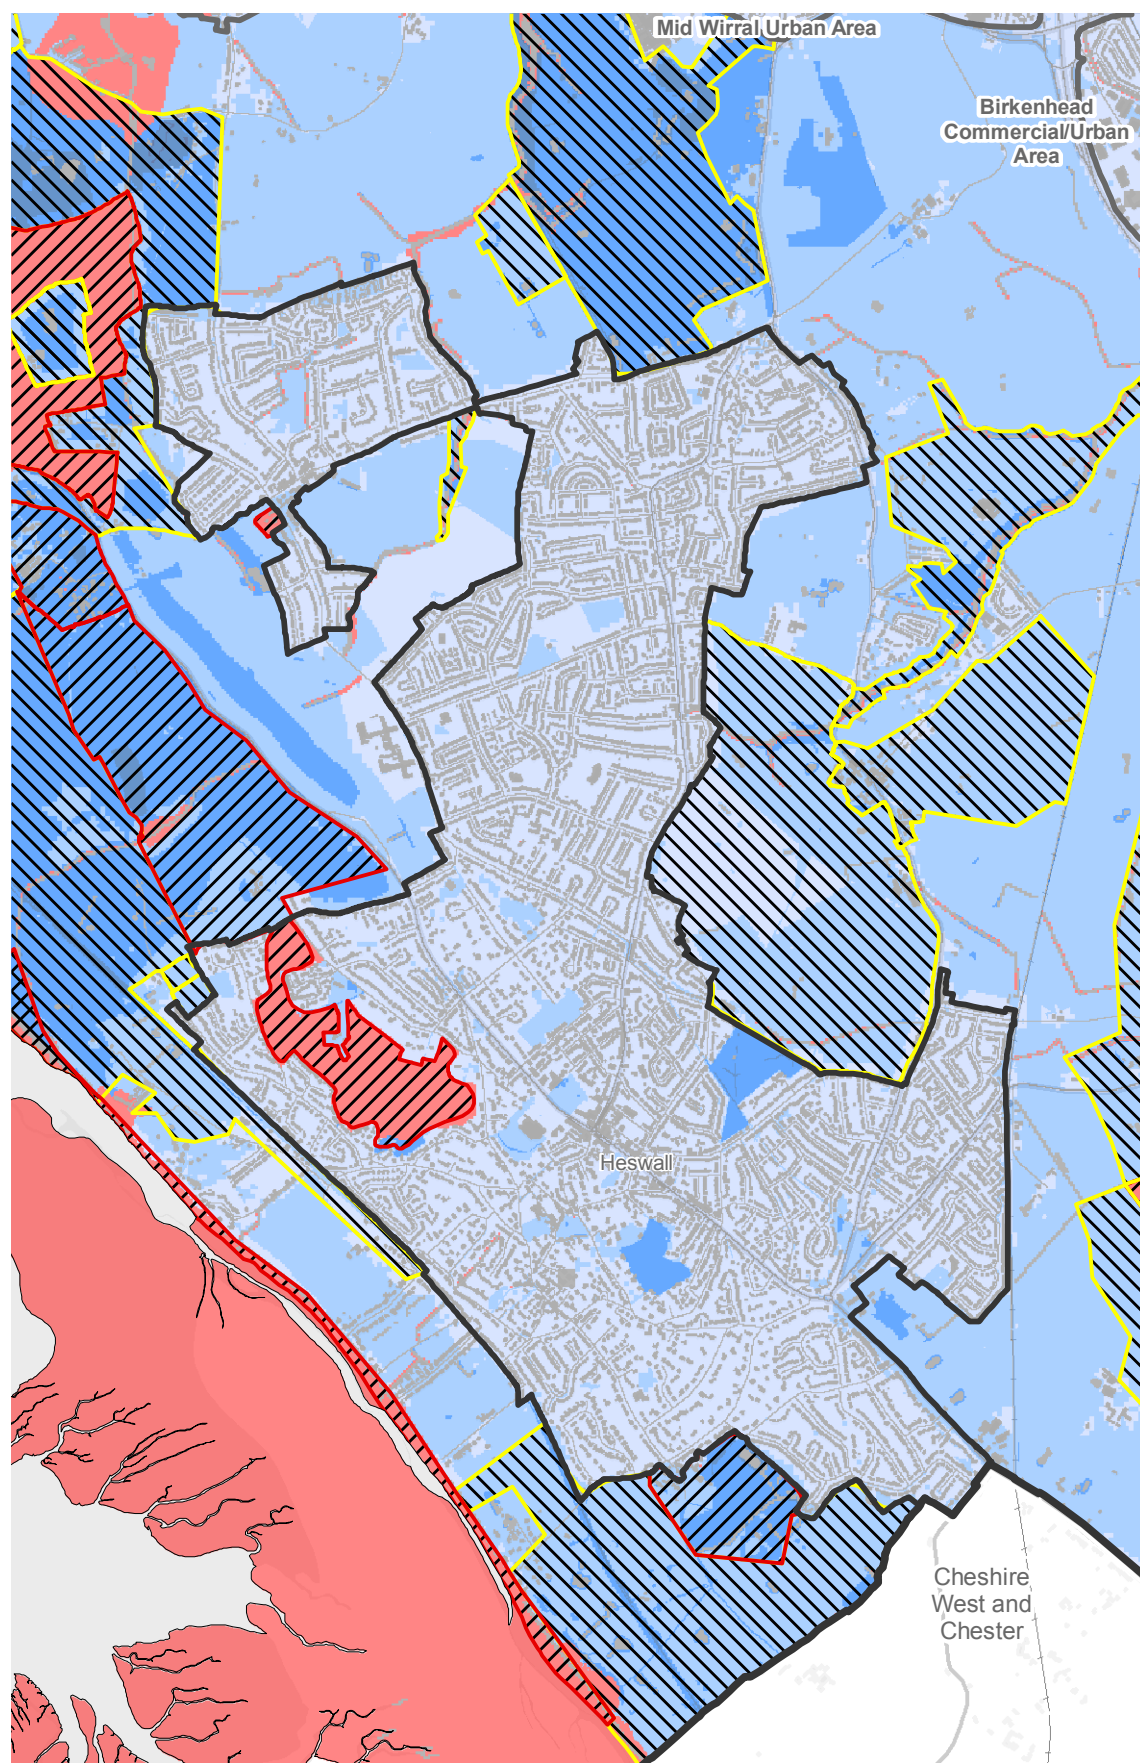 Mid Wirral Urban Area
Birkenhead
Commercial/Urban
Area
Heswall
Cheshire
West and
Chester